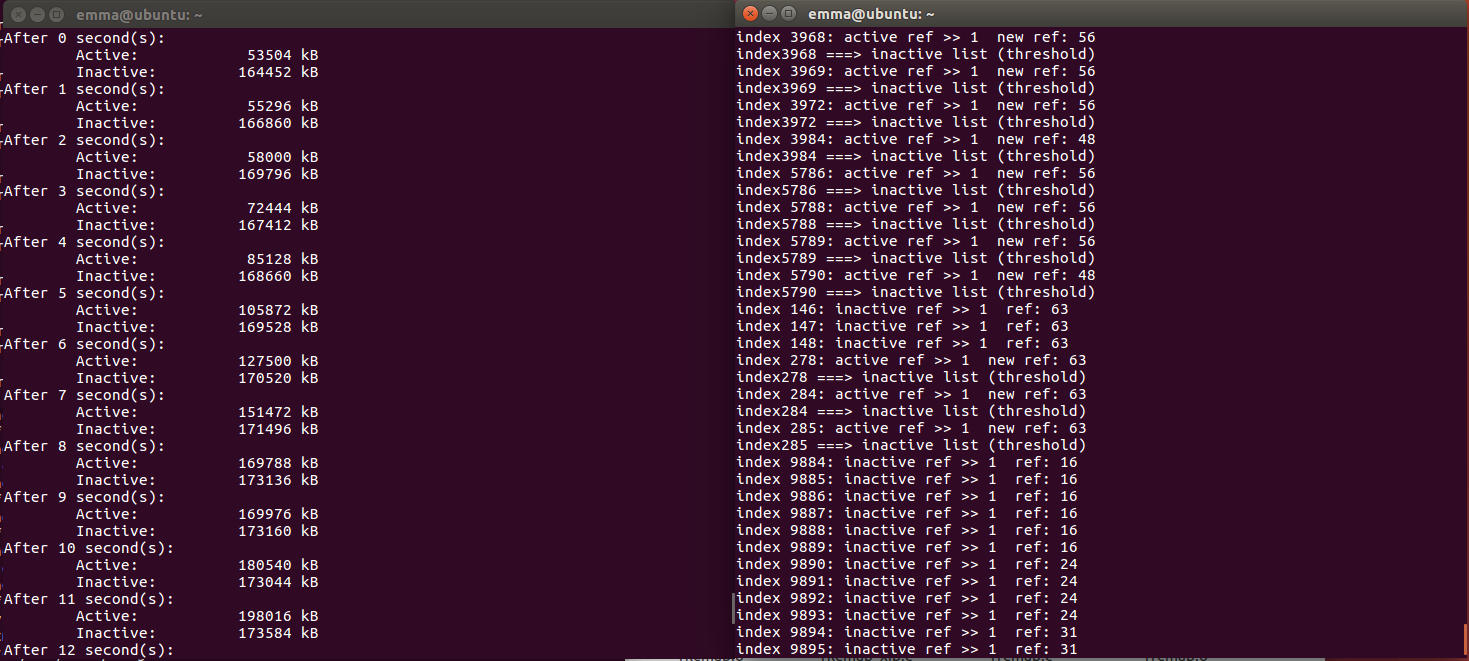 emma@ubuntu: ~
After 0 second(s):
Active: 53504 kB
Inactive: 164452 kB
After 1 second(s):
Active: 55296 kB
Inactive: 166860 kB
After 2 second(s):
Active: 58000 kB
Inactive: 169796 kB
After 3 second(s):
Active: 72444 kB
Inactive: 167412 kB
After 4 second(s):
Active: 85128 kB
Inactive: 168660 kB
After 5 second(s):
Active: 105872 kB
Inactive: 169528 kB
After 6 second(s):
Active: 127500 kB
Inactive: 170520 kB
After 7 second(s):
Active: 151472 kB
Inactive: 171496 kB
After 8 second(s):
Active: 169788 kB
Inactive: 173136 kB
After 9 second(s):
Active: 169976 kB
Inactive: 173160 kB
After 10 second(s):
Active: 180540 kB
Inactive: 173044 kB
After 11 second(s):
Active: 198016 kB
Inactive: 173584 kB
After 12 second(s):
emma@ubuntu: ~
index 3968: active ref >> 1  new ref: 56
index3968 ===> inactive list (threshold)
index 3969: active ref >> 1  new ref: 56
index3969 ===> inactive list (threshold)
index 3972: active ref >> 1  new ref: 56
index3972 ===> inactive list (threshold)
index 3984: active ref >> 1  new ref: 48
index3984 ===> inactive list (threshold)
index 5786: active ref >> 1  new ref: 56
index5786 ===> inactive list (threshold)
index 5788: active ref >> 1  new ref: 56
index5788 ===> inactive list (threshold)
index 5789: active ref >> 1  new ref: 56
index5789 ===> inactive list (threshold)
index 5790: active ref >> 1  new ref: 48
index5790 ===> inactive list (threshold)
index 146: inactive ref >> 1  ref: 63
index 147: inactive ref >> 1  ref: 63
index 148: inactive ref >> 1  ref: 63
index 278: active ref >> 1  new ref: 63
index278 ===> inactive list (threshold)
index 284: active ref >> 1  new ref: 63
index284 ===> inactive list (threshold)
index 285: active ref >> 1  new ref: 63
index285 ===> inactive list (threshold)
index 9884: inactive ref >> 1  ref: 16
index 9885: inactive ref >> 1  ref: 16
index 9886: inactive ref >> 1  ref: 16
index 9887: inactive ref >> 1  ref: 16
index 9888: inactive ref >> 1  ref: 16
index 9889: inactive ref >> 1  ref: 16
index 9890: inactive ref >> 1  ref: 24
index 9891: inactive ref >> 1  ref: 24
index 9892: inactive ref >> 1  ref: 24
index 9893: inactive ref >> 1  ref: 24
index 9894: inactive ref >> 1  ref: 31
index 9895: inactive ref >> 1  ref: 31